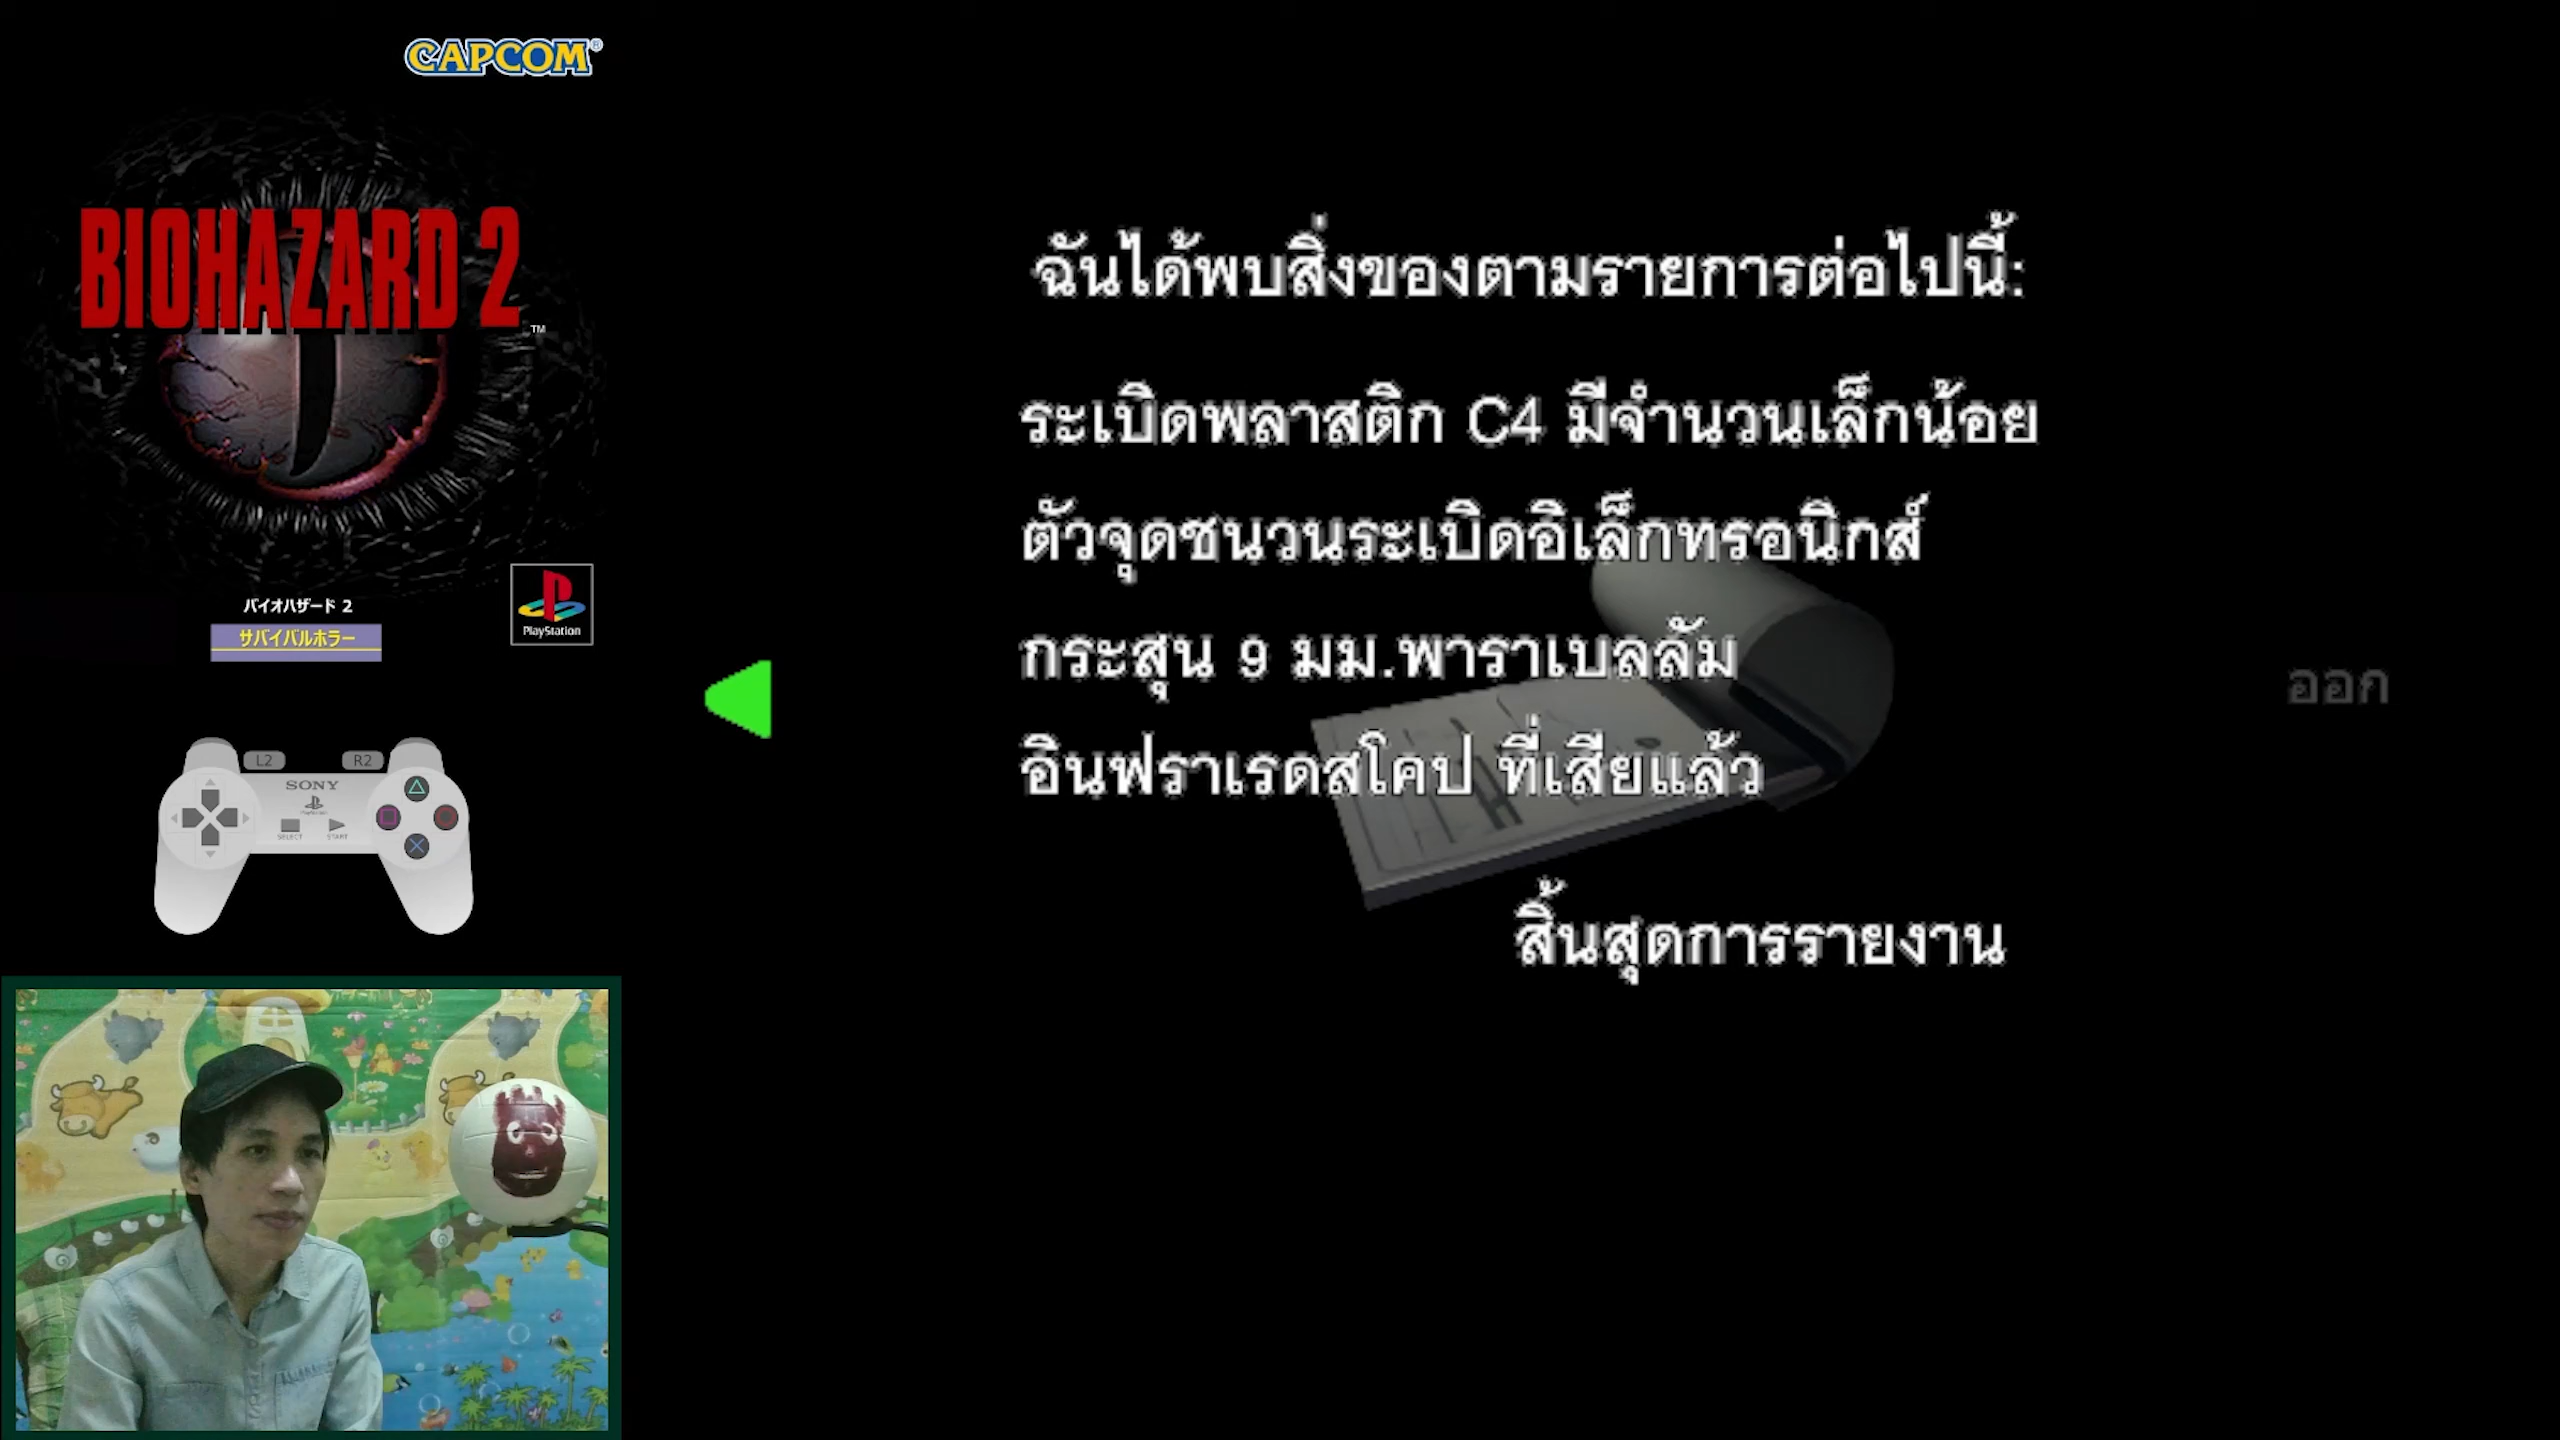 CAPCOM®
BIOHAZARD 2
TM
バイオハザード 2
サバイバルホラー
PlayStation
L2
R2
SONY
PlayStation
SELECT
START
ฉันได้พบสิ่งของตามรายการต่อไปนี้:
ระเบิดพลาสติก C4 มีจำนวนเล็กน้อย
ตัวจุดชนวนระเบิดอิเล็กทรอนิกส์
กระสุน 9 มม.พาราเบลลัม
อินฟราเรดสโคป ที่เสียแล้ว
ออก
สิ้นสุดการรายงาน